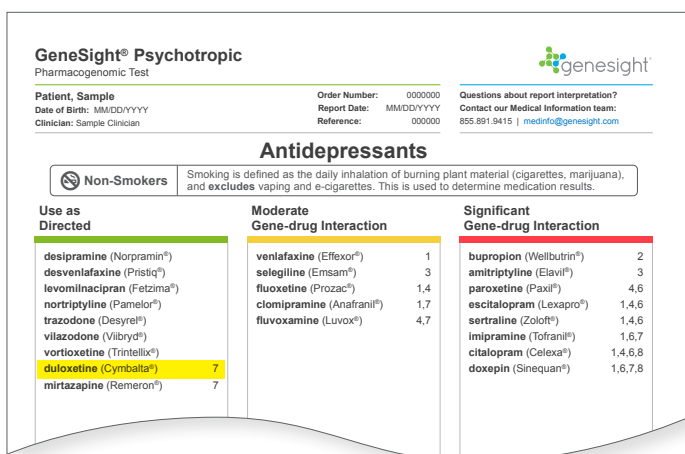 GeneSight® Psychotropic
Pharmacogenomic Test
genesight
Patient, Sample
Date of Birth: MM/DD/YYYY
Clinician: Sample Clinician
Order Number: 0000000
Report Date: MM/DD/YYYY
Reference: 000000
Questions about report interpretation?
Contact our Medical Information team:
855.891.9415 | medinfo@genesight.com
Antidepressants
Non-Smokers
Smoking is defined as the daily inhalation of burning plant material (cigarettes, marijuana),
and excludes vaping and e-cigarettes. This is used to determine medication results.
Use as
Directed
desipramine (Norpramin®)
desvenlafaxine (Pristiq®)
levomilnacipran (Fetzima®)
nortriptyline (Pamelor®)
trazodone (Desyrel®)
vilazodone (Viibryd®)
vortioxetine (Trintellix®)
duloxetine (Cymbalta®) 7
mirtazapine (Remeron®) 7
Moderate
Gene-drug Interaction
venlafaxine (Effexor®) 1
selegiline (Emsam®) 3
fluoxetine (Prozac®) 1,4
clomipramine (Anafranil®) 1,7
fluvoxamine (Luvox®) 4,7
Significant
Gene-drug Interaction
bupropion (Wellbutrin®) 2
amitriptyline (Elavil®) 3
paroxetine (Paxil®) 4,6
escitalopram (Lexapro®) 1,4,6
sertraline (Zoloft®) 1,4,6
imipramine (Tofranil®) 1,6,7
citalopram (Celexa®) 1,4,6,8
doxepin (Sinequan®) 1,6,7,8